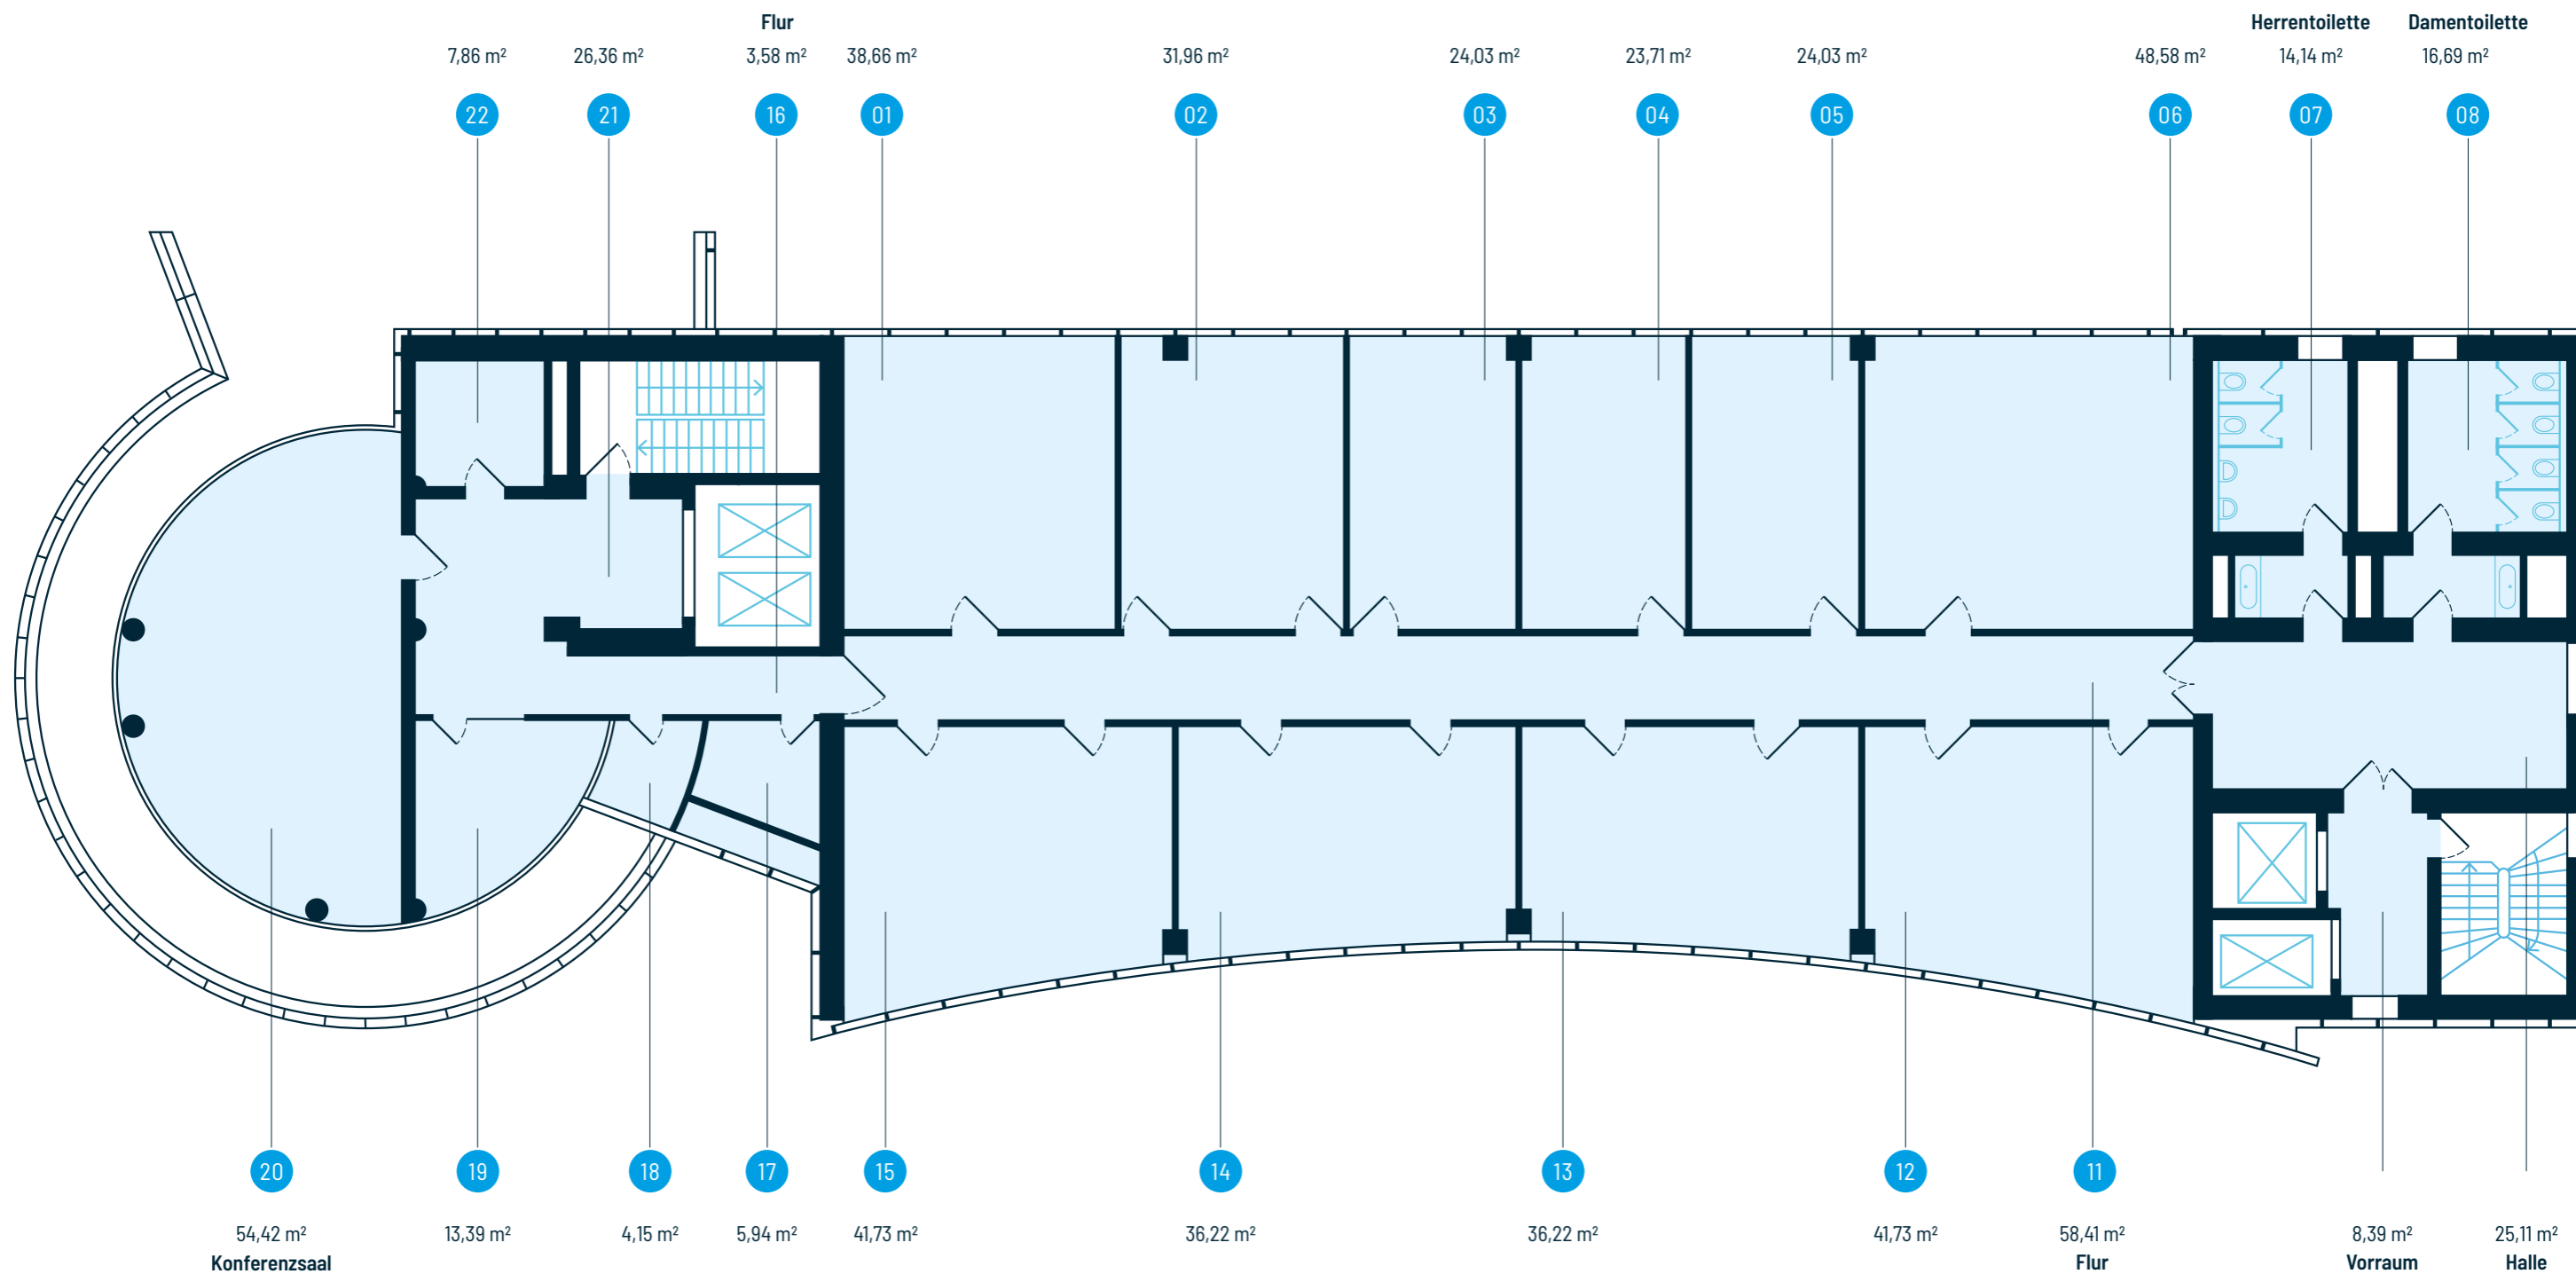 Flur Herrentoilette Damentoilette
7,86 m² 26,36 m² 3,58 m² 38,66 m² 31,96 m² 24,03 m² 23,71 m² 24,03 m² 48,58 m² 14,14 m² 16,69 m²
22 21 16 01 02 03 04 05 06 07 08
20 19 18 17 15 14 13 12 11
54,42 m² 13,39 m² 4,15 m² 5,94 m² 41,73 m² 36,22 m² 36,22 m² 41,73 m² 58,41 m² 8,39 m² 25,11 m²
Konferenzsaal Flur Vorraum Halle